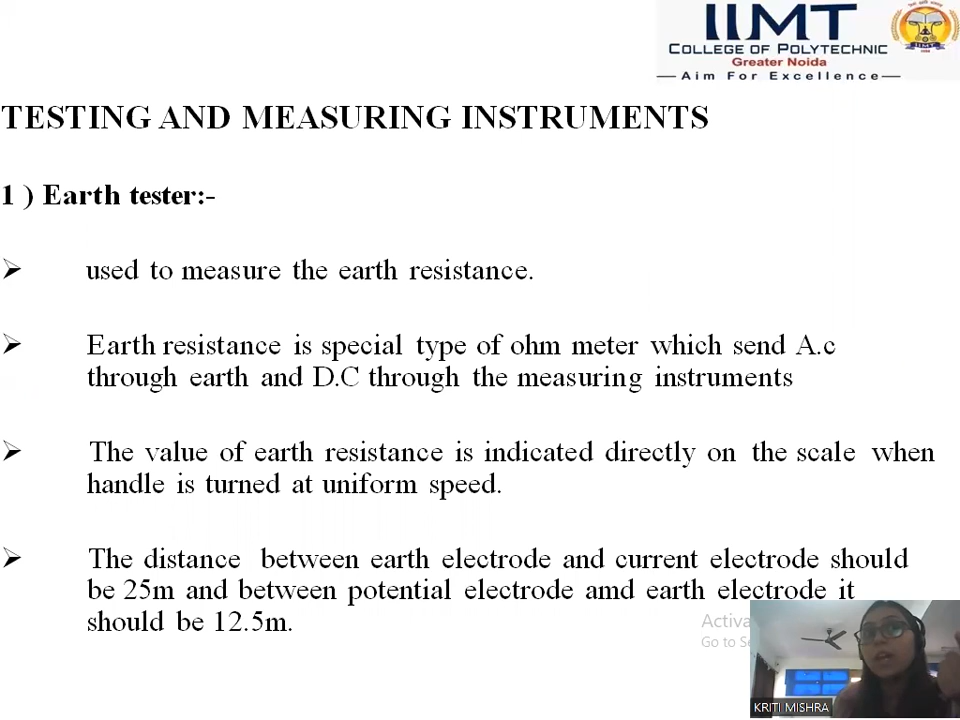 IIMT
COLLEGE OF POLYTECHNIC
Greater Noida
Aim For Excellence
TESTING AND MEASURING INSTRUMENTS
1 ) Earth tester:-
used to measure the earth resistance.
Earth resistance is special type of ohm meter which send A.c
through earth and D.C through the measuring instruments
The value of earth resistance is indicated directly on the scale when
handle is turned at uniform speed.
The distance between earth electrode and current electrode should
be 25m and between potential electrode amd earth electrode it
should be 12.5m.
Go to
KRITI MISHRA